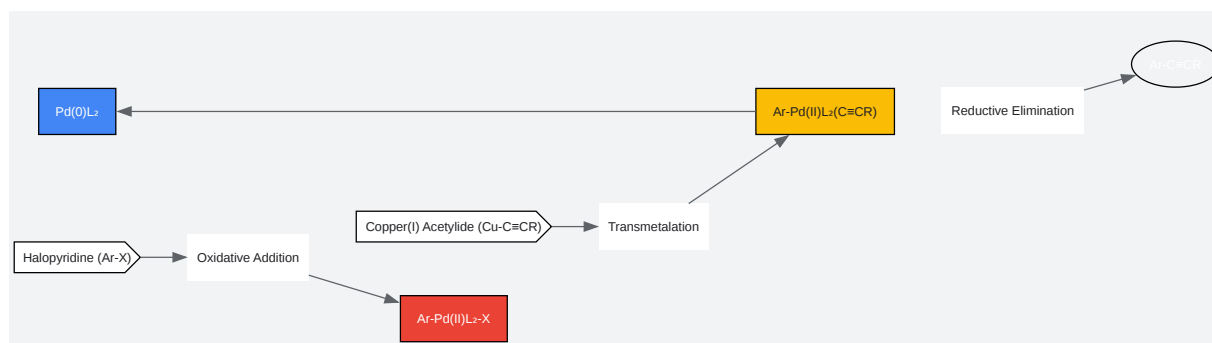 Ar-C≡CR
Pd(0)L₂
Ar-Pd(II)L₂(C≡CR)
Reductive Elimination
Copper(I) Acetylide (Cu-C≡CR)
Transmetalation
Halopyridine (Ar-X)
Oxidative Addition
Ar-Pd(II)L₂-X